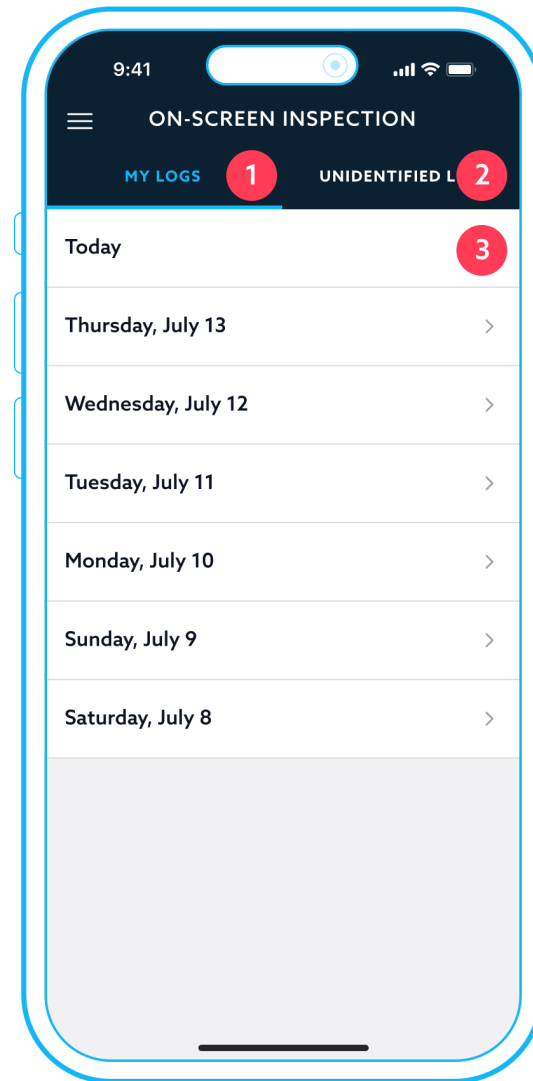 9:41
ON-SCREEN INSPECTION
MY LOGS 1 UNIDENTIFIED L 2
Today 3
Thursday, July 13
Wednesday, July 12
Tuesday, July 11
Monday, July 10
Sunday, July 9
Saturday, July 8